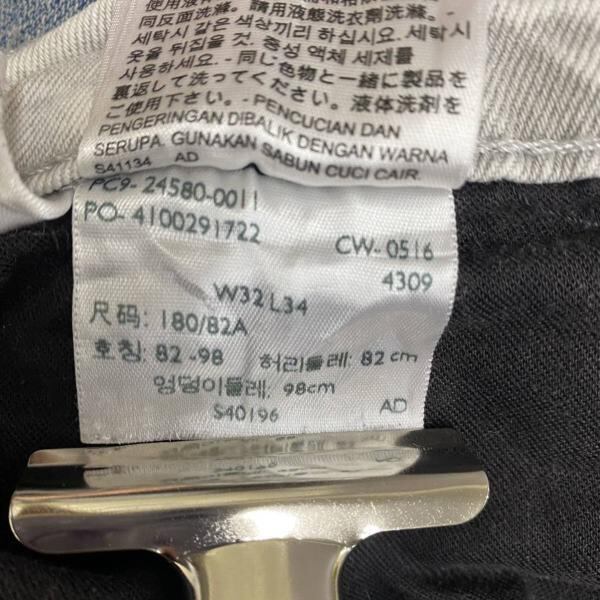 同反面洗滌。請用液態洗衣劑洗滌。-
세탁시 같은 색상끼리 하십시오. 세탁시
옷을 뒤집을 것. 중성 액체 세제를
사용하세요. - 同じ色物と一緒に製品を
裏返して洗ってください。液体洗剤を
ご使用下さい。- PENCUCIAN DAN
PENGERINGAN DIBALIK DENGAN WARNA
SERUPA. GUNAKAN SABUN CUCI CAIR.
S41134 AD
PC9- 24580-0011
PO- 4100291722
CW- 0516
4309
W32L34
尺码: 180/82A
호칭: 82 -98 허리둘레: 82 cm
엉덩이둘레: 98cm
S40196 AD